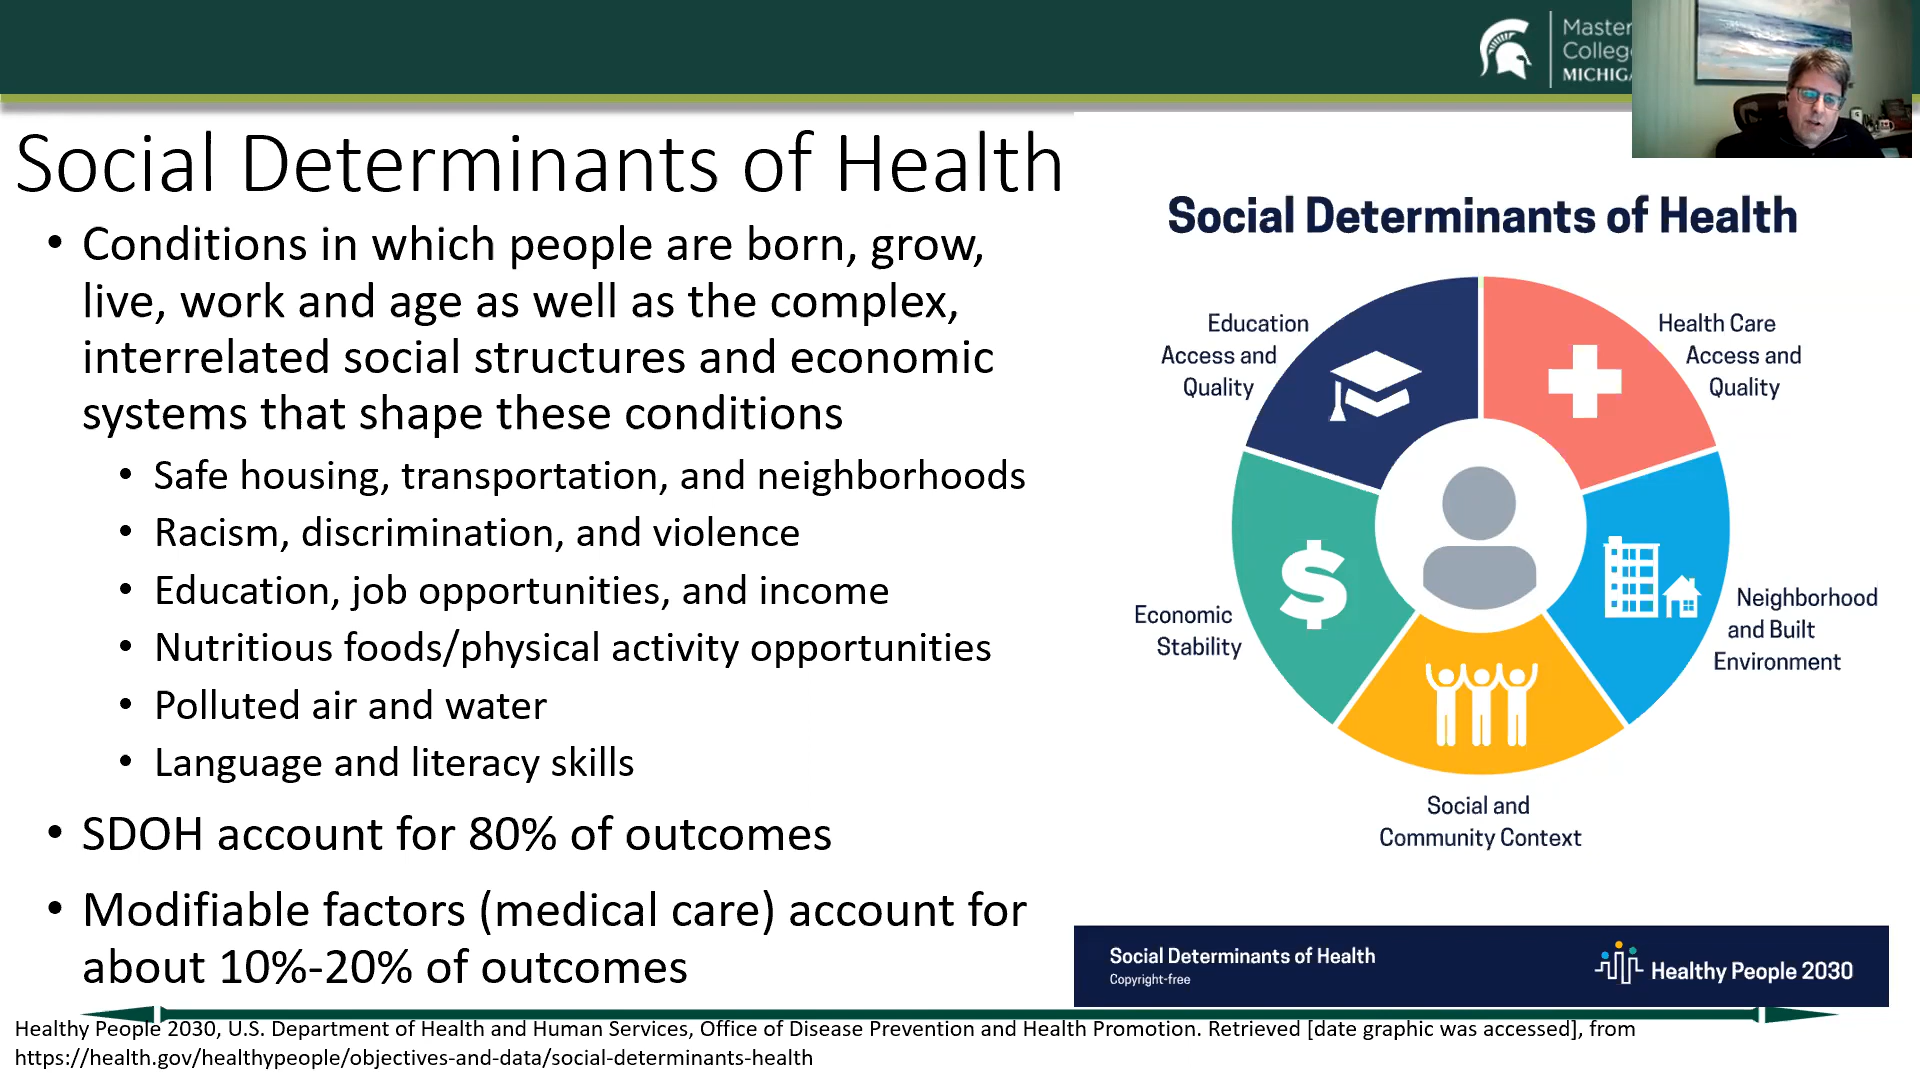 Master
Colleg
MICHIG
Social Determinants of Health
• Conditions in which people are born, grow,
live, work and age as well as the complex,
interrelated social structures and economic
systems that shape these conditions
• Safe housing, transportation, and neighborhoods
• Racism, discrimination, and violence
• Education, job opportunities, and income
• Nutritious foods/physical activity opportunities
• Polluted air and water
• Language and literacy skills
• SDOH account for 80% of outcomes
• Modifiable factors (medical care) account for
about 10%-20% of outcomes
Social Determinants of Health
Education
Access and
Quality
Health Care
Access and
Quality
Economic
Stability
Neighborhood
and Built
Environment
Social and
Community Context
Social Determinants of Health
Copyright-free
Healthy People 2030
Healthy People 2030, U.S. Department of Health and Human Services, Office of Disease Prevention and Health Promotion. Retrieved [date graphic was accessed], from
https://health.gov/healthypeople/objectives-and-data/social-determinants-health